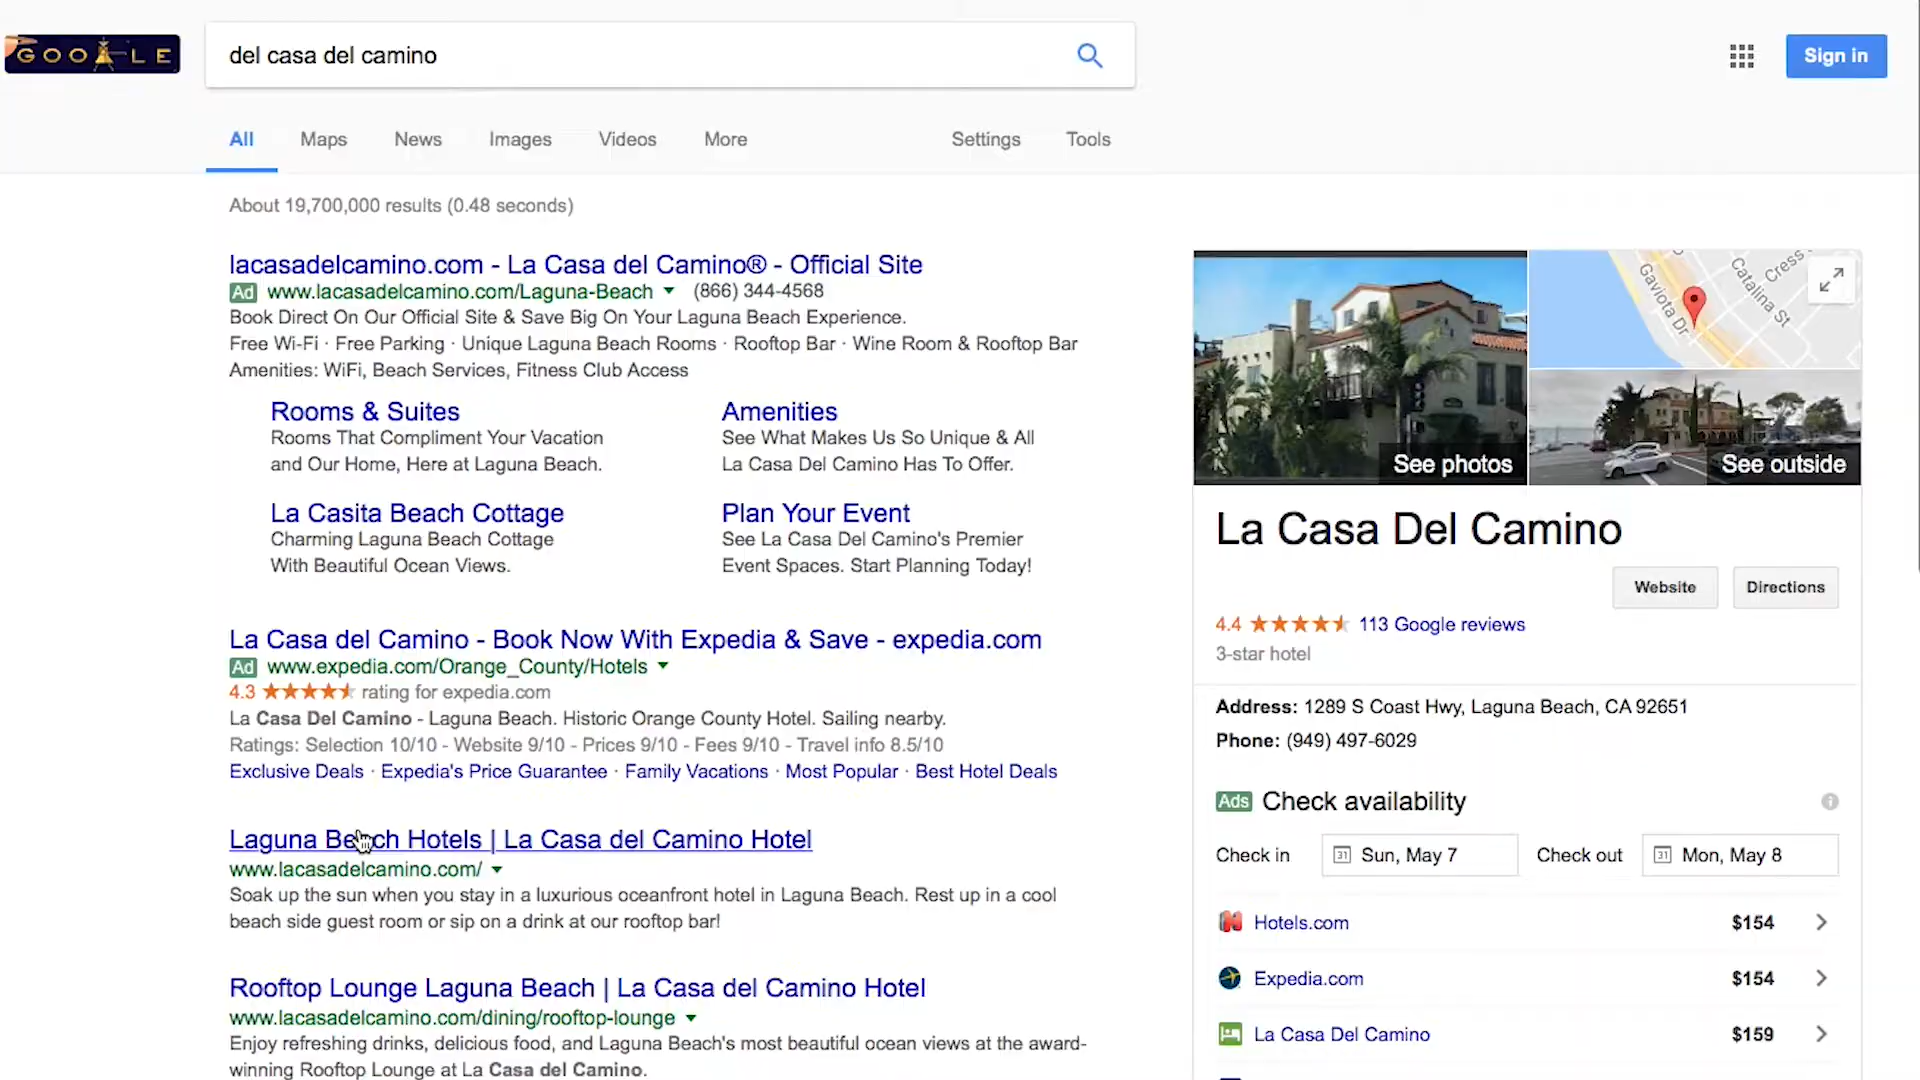 GOO LE
del casa del camino
Sign in
All
Maps
News
Images
Videos
More
Settings
Tools
About 19,700,000 results (0.48 seconds)
lacasadelcamino.com - La Casa del Camino® - Official Site
Ad www.lacasadelcamino.com/Laguna-Beach (866) 344-4568
Book Direct On Our Official Site & Save Big On Your Laguna Beach Experience.
Free Wi-Fi · Free Parking · Unique Laguna Beach Rooms · Rooftop Bar · Wine Room & Rooftop Bar
Amenities: WiFi, Beach Services, Fitness Club Access
Rooms & Suites
Rooms That Compliment Your Vacation
and Our Home, Here at Laguna Beach.
Amenities
See What Makes Us So Unique & All
La Casa Del Camino Has To Offer.
La Casita Beach Cottage
Charming Laguna Beach Cottage
With Beautiful Ocean Views.
Plan Your Event
See La Casa Del Camino's Premier
Event Spaces. Start Planning Today!
La Casa del Camino - Book Now With Expedia & Save - expedia.com
Ad www.expedia.com/Orange_County/Hotels
4.3 rating for expedia.com
La Casa Del Camino - Laguna Beach. Historic Orange County Hotel. Sailing nearby.
Ratings: Selection 10/10 - Website 9/10 - Prices 9/10 - Fees 9/10 - Travel info 8.5/10
Exclusive Deals · Expedia's Price Guarantee · Family Vacations · Most Popular · Best Hotel Deals
Laguna Beach Hotels | La Casa del Camino Hotel
www.lacasadelcamino.com/
Soak up the sun when you stay in a luxurious oceanfront hotel in Laguna Beach. Rest up in a cool
beach side guest room or sip on a drink at our rooftop bar!
Rooftop Lounge Laguna Beach | La Casa del Camino Hotel
www.lacasadelcamino.com/dining/rooftop-lounge
Enjoy refreshing drinks, delicious food, and Laguna Beach's most beautiful ocean views at the award-
winning Rooftop Lounge at La Casa del Camino.
See photos
Gaviota Dr
Catalina St
Cress
See outside
La Casa Del Camino
Website
Directions
4.4 113 Google reviews
3-star hotel
Address: 1289 S Coast Hwy, Laguna Beach, CA 92651
Phone: (949) 497-6029
Ads Check availability
Check in
31 Sun, May 7
Check out
31 Mon, May 8
Hotels.com $154
Expedia.com $154
La Casa Del Camino $159